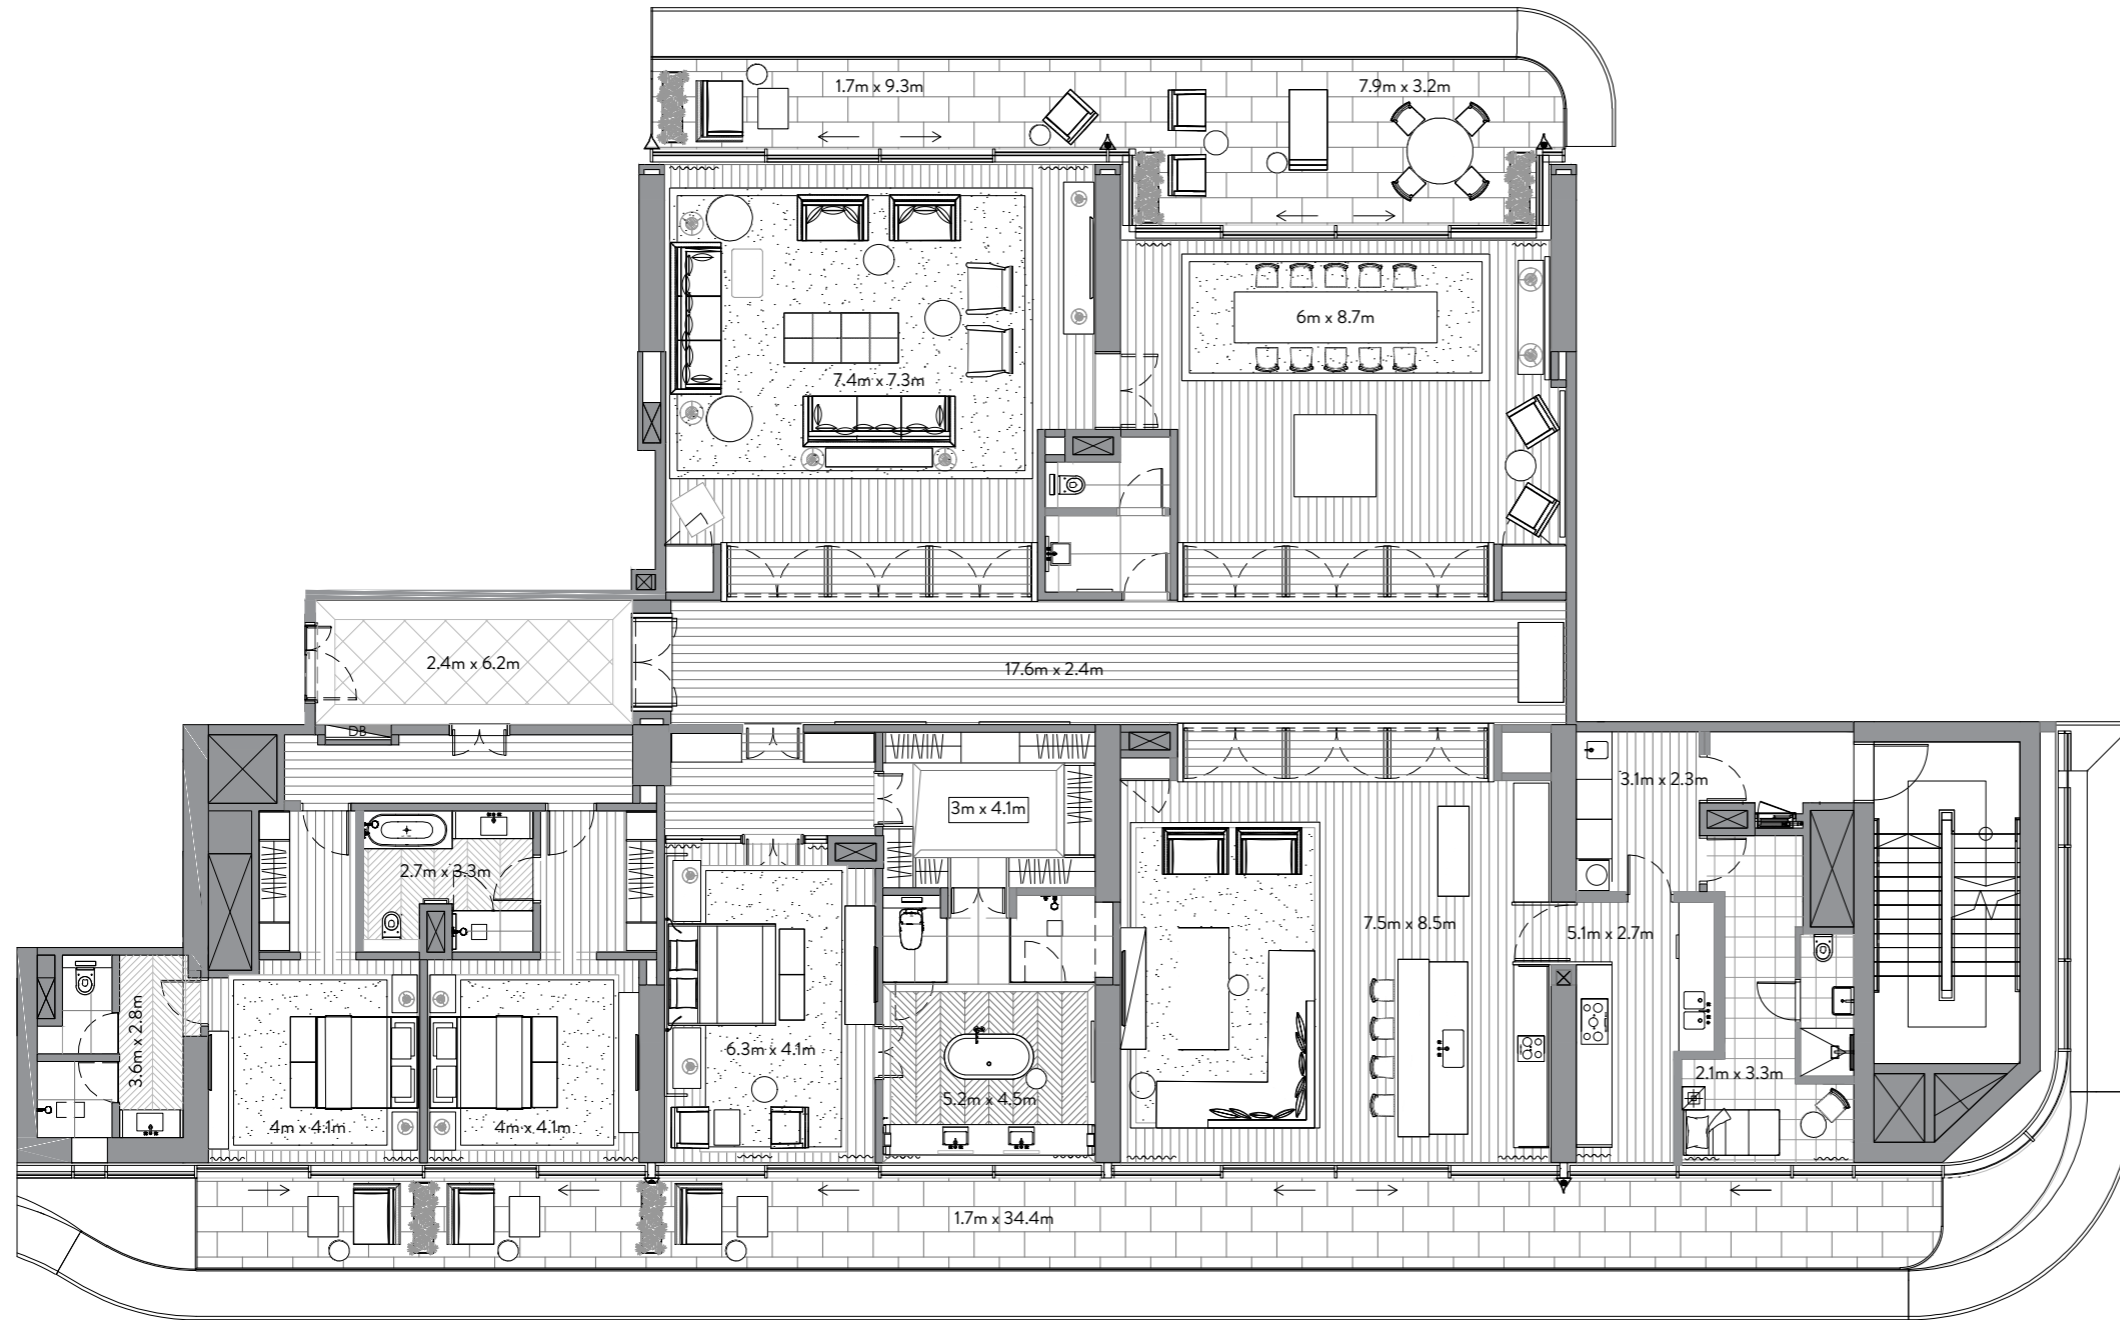 1.7m x 9.3m
7.9m x 3.2m
6m x 8.7m
7.4m x 7.3m
2.4m x 6.2m
17.6m x 2.4m
DB
3.1m x 2.3m
3m x 4.1m
2.7m x 3.3m
7.5m x 8.5m
5.1m x 2.7m
3.6m x 2.8m
6.3m x 4.1m
2.1m x 3.3m
5.2m x 4.5m
4m x 4.1m
4m x 4.1m
1.7m x 34.4m